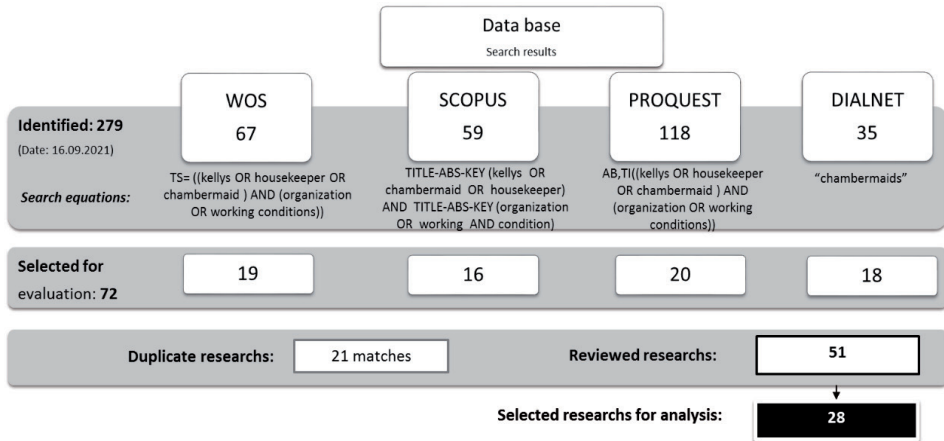 Data base
Search results
WOS
67
SCOPUS
59
PROQUEST
118
DIALNET
35
Identified: 279
(Date: 16.09.2021)
Search equations:
TS= ((kellys OR housekeeper OR
chambermaid ) AND (organization
OR working conditions))
TITLE-ABS-KEY (kellys OR
chambermaid OR housekeeper)
AND TITLE-ABS-KEY (organization
OR working AND condition)
AB,TI((kellys OR housekeeper
OR chambermaid ) AND
(organization OR working
conditions))
"chambermaids"
Selected for
evaluation: 72
19
16
20
18
Duplicate researchs:
21 matches
Reviewed researchs:
51
Selected researchs for analysis:
28